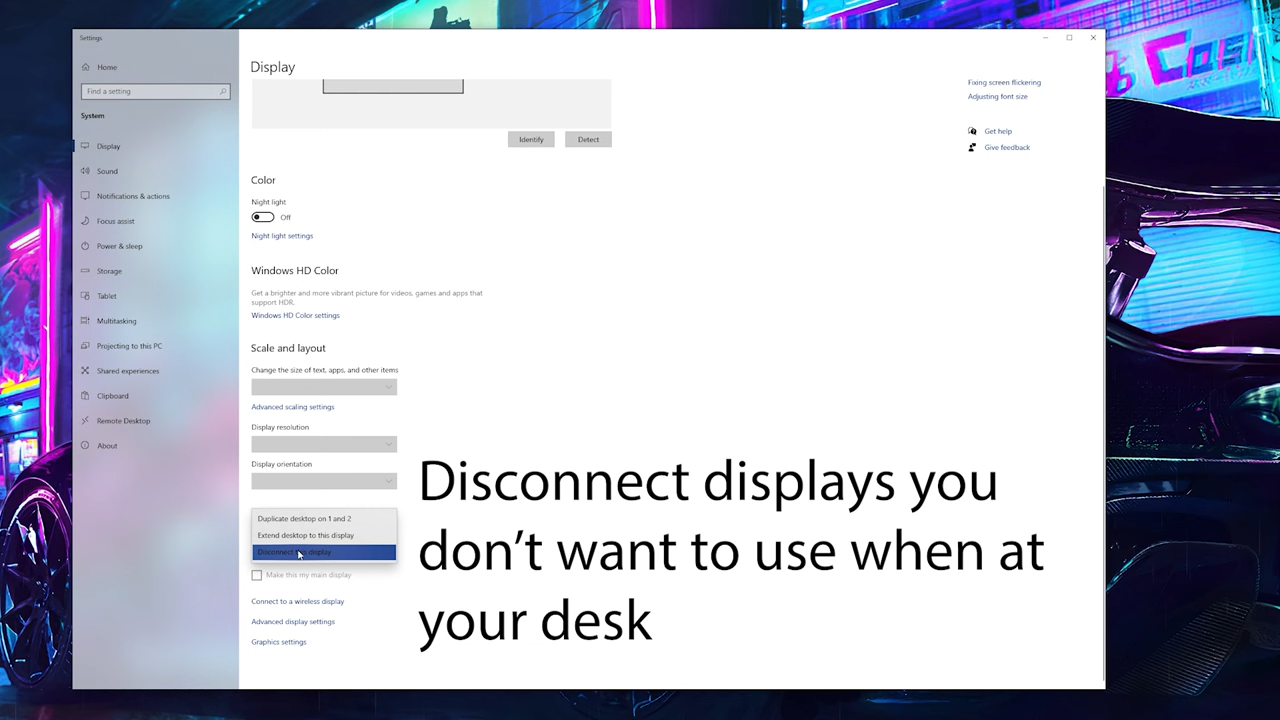 Settings
Home
Find a setting
System
Display
Sound
Notifications & actions
Focus assist
Power & sleep
Storage
Tablet
Multitasking
Projecting to this PC
Shared experiences
Clipboard
Remote Desktop
About
Display
Identify
Detect
Color
Night light
Off
Night light settings
Windows HD Color
Get a brighter and more vibrant picture for videos, games and apps that
support HDR.
Windows HD Color settings
Scale and layout
Change the size of text, apps, and other items
Advanced scaling settings
Display resolution
Display orientation
Duplicate desktop on 1 and 2
Extend desktop to this display
Disconnect this display
Make this my main display
Connect to a wireless display
Advanced display settings
Graphics settings
Fixing screen flickering
Adjusting font size
Get help
Give feedback
Disconnect displays you
don't want to use when at
your desk